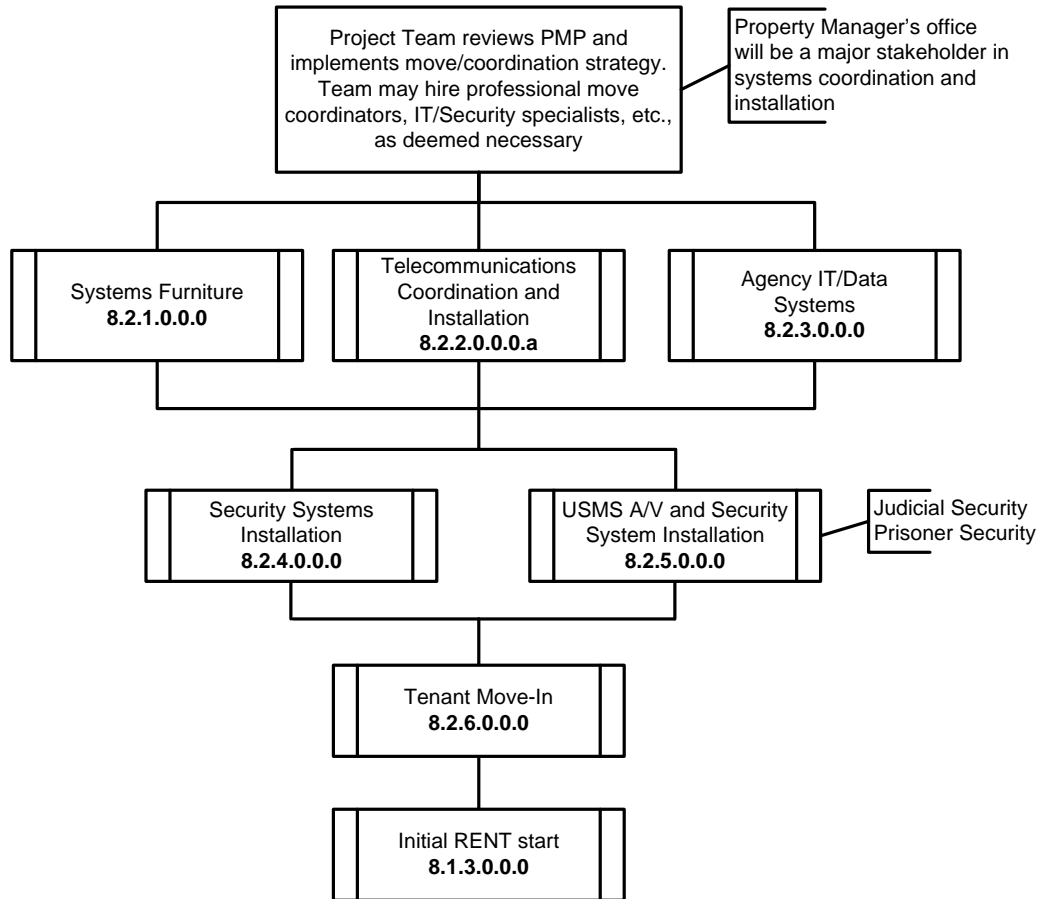 Project Team reviews PMP and
implements move/coordination strategy.
Team may hire professional move
coordinators, IT/Security specialists, etc.,
as deemed necessary
Property Manager’s office
will be a major stakeholder in
systems coordination and
installation
Systems Furniture
8.2.1.0.0.0
Telecommunications
Coordination and
Installation
8.2.2.0.0.0.a
Agency IT/Data
Systems
8.2.3.0.0.0
Security Systems
Installation
8.2.4.0.0.0
USMS A/V and Security
System Installation
8.2.5.0.0.0
Judicial Security
Prisoner Security
Tenant Move-In
8.2.6.0.0.0
Initial RENT start
8.1.3.0.0.0